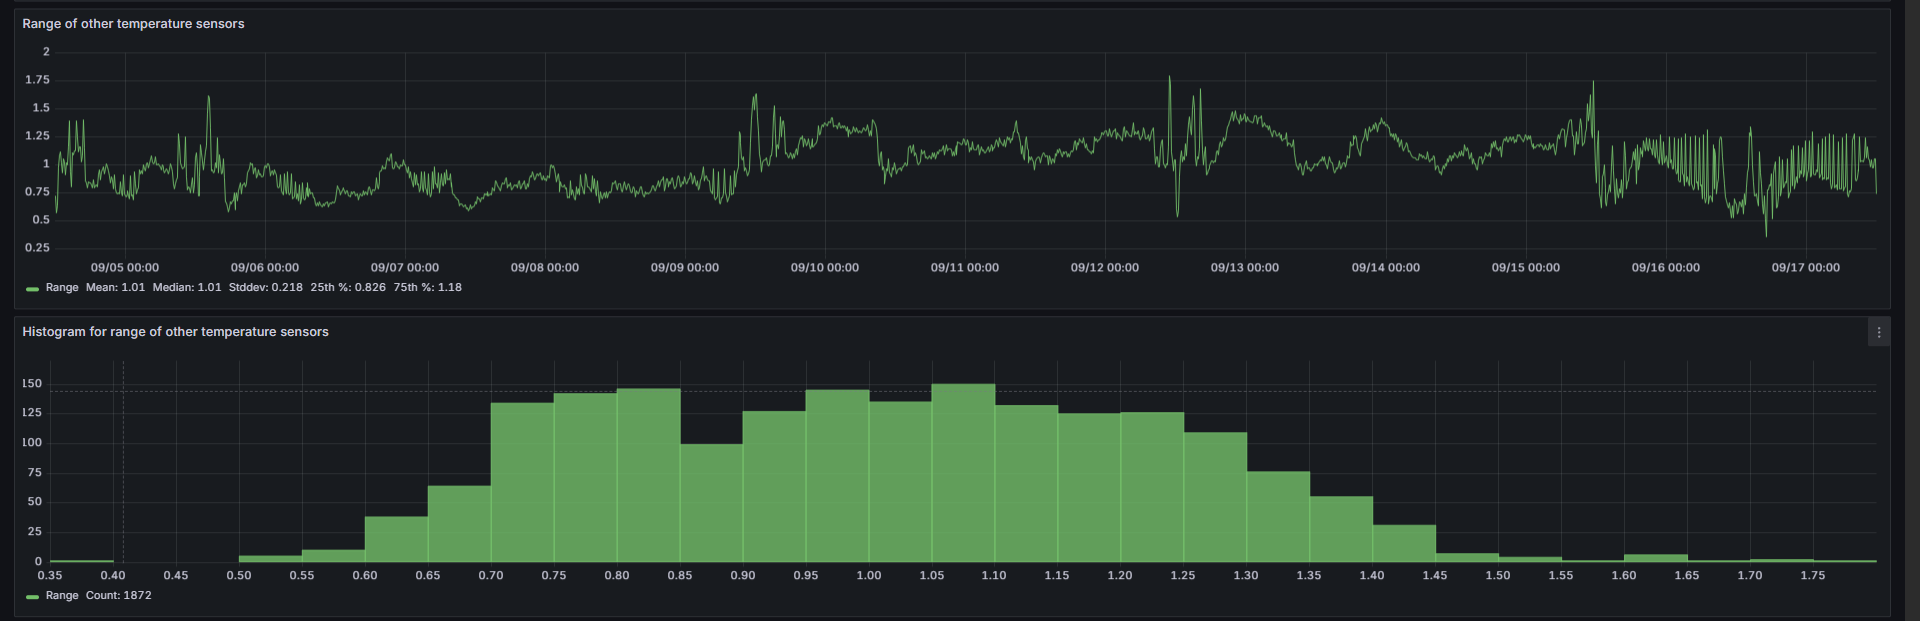 Range of other temperature sensors
2
1.75
1.5
1.25
1
0.75
0.5
0.25
09/05 00:00 09/06 00:00 09/07 00:00 09/08 00:00 09/09 00:00 09/10 00:00 09/11 00:00 09/12 00:00 09/13 00:00 09/14 00:00 09/15 00:00 09/16 00:00 09/17 00:00
Range Mean: 1.01 Median: 1.01 Stddev: 0.218 25th %: 0.826 75th %: 1.18
Histogram for range of other temperature sensors
150
125
100
75
50
25
0
0.35 0.40 0.45 0.50 0.55 0.60 0.65 0.70 0.75 0.80 0.85 0.90 0.95 1.00 1.05 1.10 1.15 1.20 1.25 1.30 1.35 1.40 1.45 1.50 1.55 1.60 1.65 1.70 1.75
Range Count: 1872